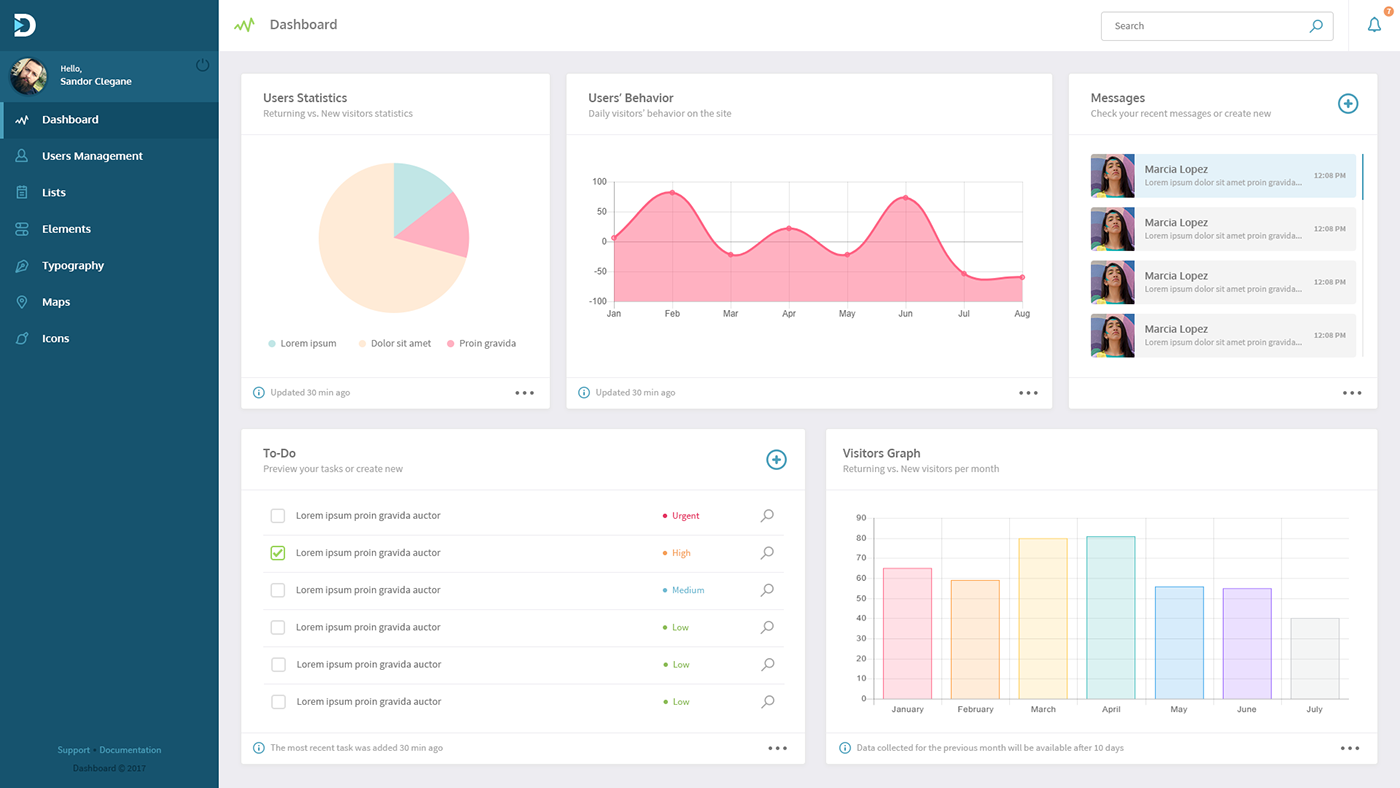 Dashboard
Search
7
Hello,
Sandor Clegane
Dashboard
Users Management
Lists
Elements
Typography
Maps
Icons
Support • Documentation
Dashboard © 2017
Users Statistics
Returning vs. New visitors statistics
Lorem ipsum
Dolor sit amet
Proin gravida
Updated 30 min ago
Users' Behavior
Daily visitors' behavior on the site
100
50
0
-50
-100
Jan Feb Mar Apr May Jun Jul Aug
Updated 30 min ago
Messages
Check your recent messages or create new
Marcia Lopez
Lorem ipsum dolor sit amet proin gravida...
12:08 PM
Marcia Lopez
Lorem ipsum dolor sit amet proin gravida...
12:08 PM
Marcia Lopez
Lorem ipsum dolor sit amet proin gravida...
12:08 PM
Marcia Lopez
Lorem ipsum dolor sit amet proin gravida...
12:08 PM
To-Do
Preview your tasks or create new
Lorem ipsum proin gravida auctor • Urgent
Lorem ipsum proin gravida auctor • High
Lorem ipsum proin gravida auctor • Medium
Lorem ipsum proin gravida auctor • Low
Lorem ipsum proin gravida auctor • Low
Lorem ipsum proin gravida auctor • Low
The most recent task was added 30 min ago
Visitors Graph
Returning vs. New visitors per month
90
80
70
60
50
40
30
20
10
0
January February March April May June July
Data collected for the previous month will be available after 10 days